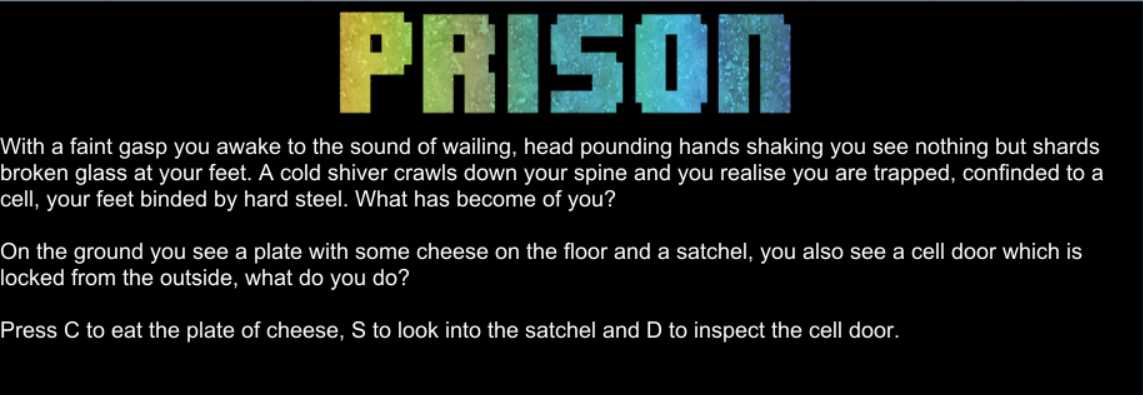 PRISON
With a faint gasp you awake to the sound of wailing, head pounding hands shaking you see nothing but shards
broken glass at your feet. A cold shiver crawls down your spine and you realise you are trapped, confinded to a
cell, your feet binded by hard steel. What has become of you?
On the ground you see a plate with some cheese on the floor and a satchel, you also see a cell door which is
locked from the outside, what do you do?
Press C to eat the plate of cheese, S to look into the satchel and D to inspect the cell door.